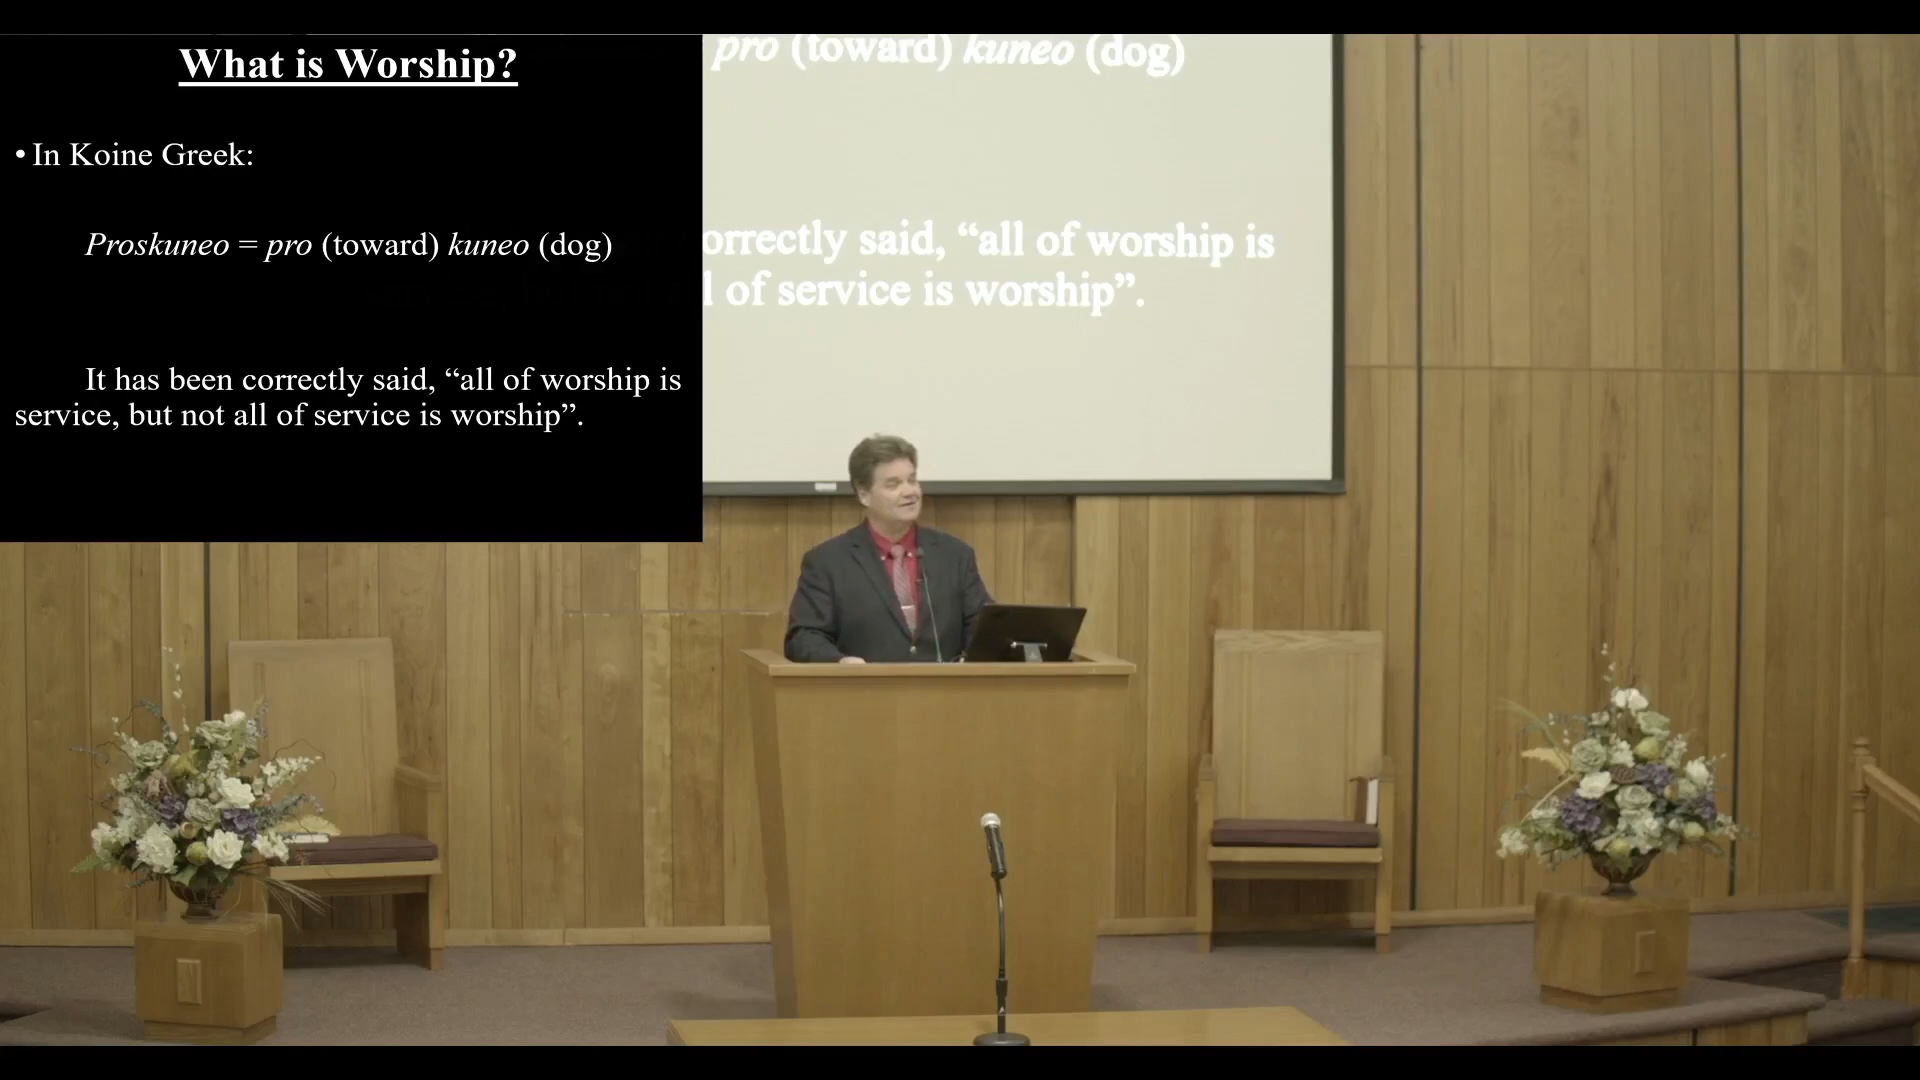 What is Worship?
• In Koine Greek:
Proskuneo = pro (toward) kuneo (dog)
It has been correctly said, “all of worship is
service, but not all of service is worship”.
pro (toward) kuneo (dog)
orrectly said, “all of worship is
l of service is worship”.